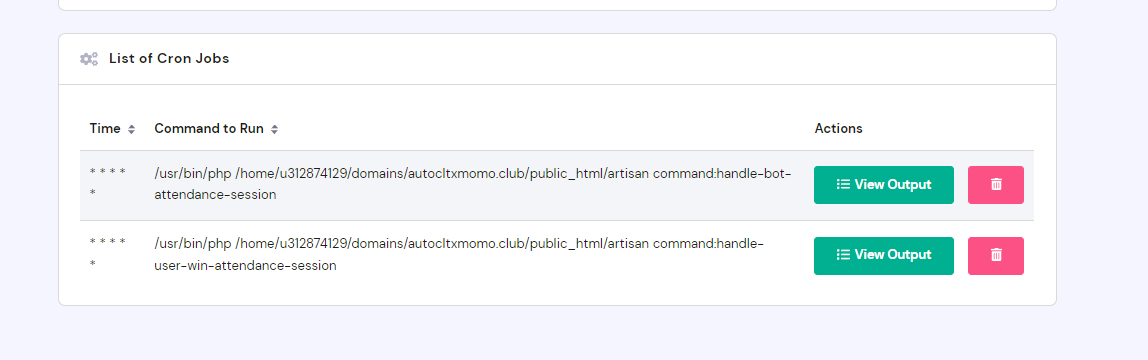 List of Cron Jobs
Time Command to Run Actions
* * * * /usr/bin/php /home/u312874129/domains/autocltxmomo.club/public_html/artisan command:handle-bot-
* attendance-session View Output
* * * * /usr/bin/php /home/u312874129/domains/autocltxmomo.club/public_html/artisan command:handle-
* user-win-attendance-session View Output